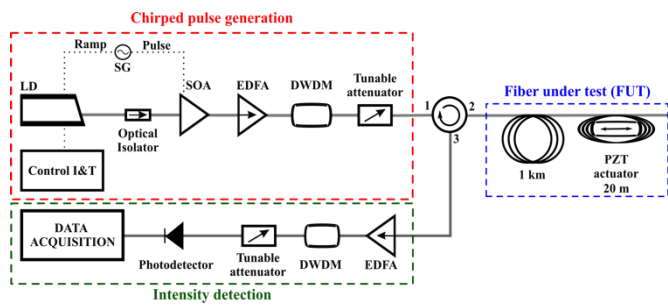 Chirped pulse generation
Ramp
Pulse
SG
LD
SOA
EDFA
DWDM
Tunable
attenuator
Optical
Isolator
Control I&T
1
2
3
Fiber under test (FUT)
1 km
PZT
actuator
20 m
DATA
ACQUISITION
Photodetector
Tunable
attenuator
DWDM
EDFA
Intensity detection